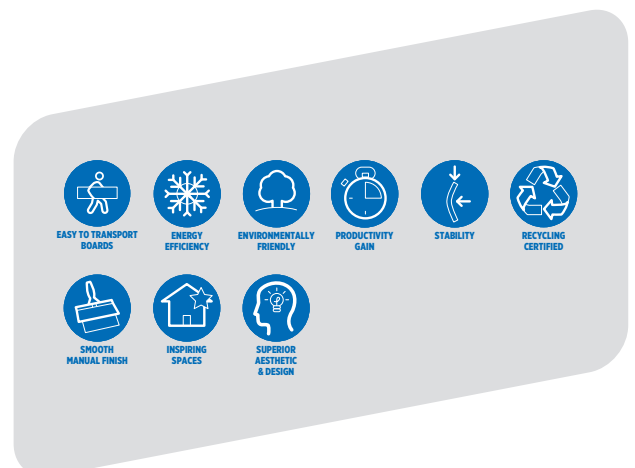 EASY TO TRANSPORT
BOARDS
ENERGY
EFFICIENCY
ENVIRONMENTALLY
FRIENDLY
PRODUCTIVITY
GAIN
STABILITY
RECYCLING
CERTIFIED
SMOOTH
MANUAL FINISH
INSPIRING
SPACES
SUPERIOR
AESTHETIC
& DESIGN